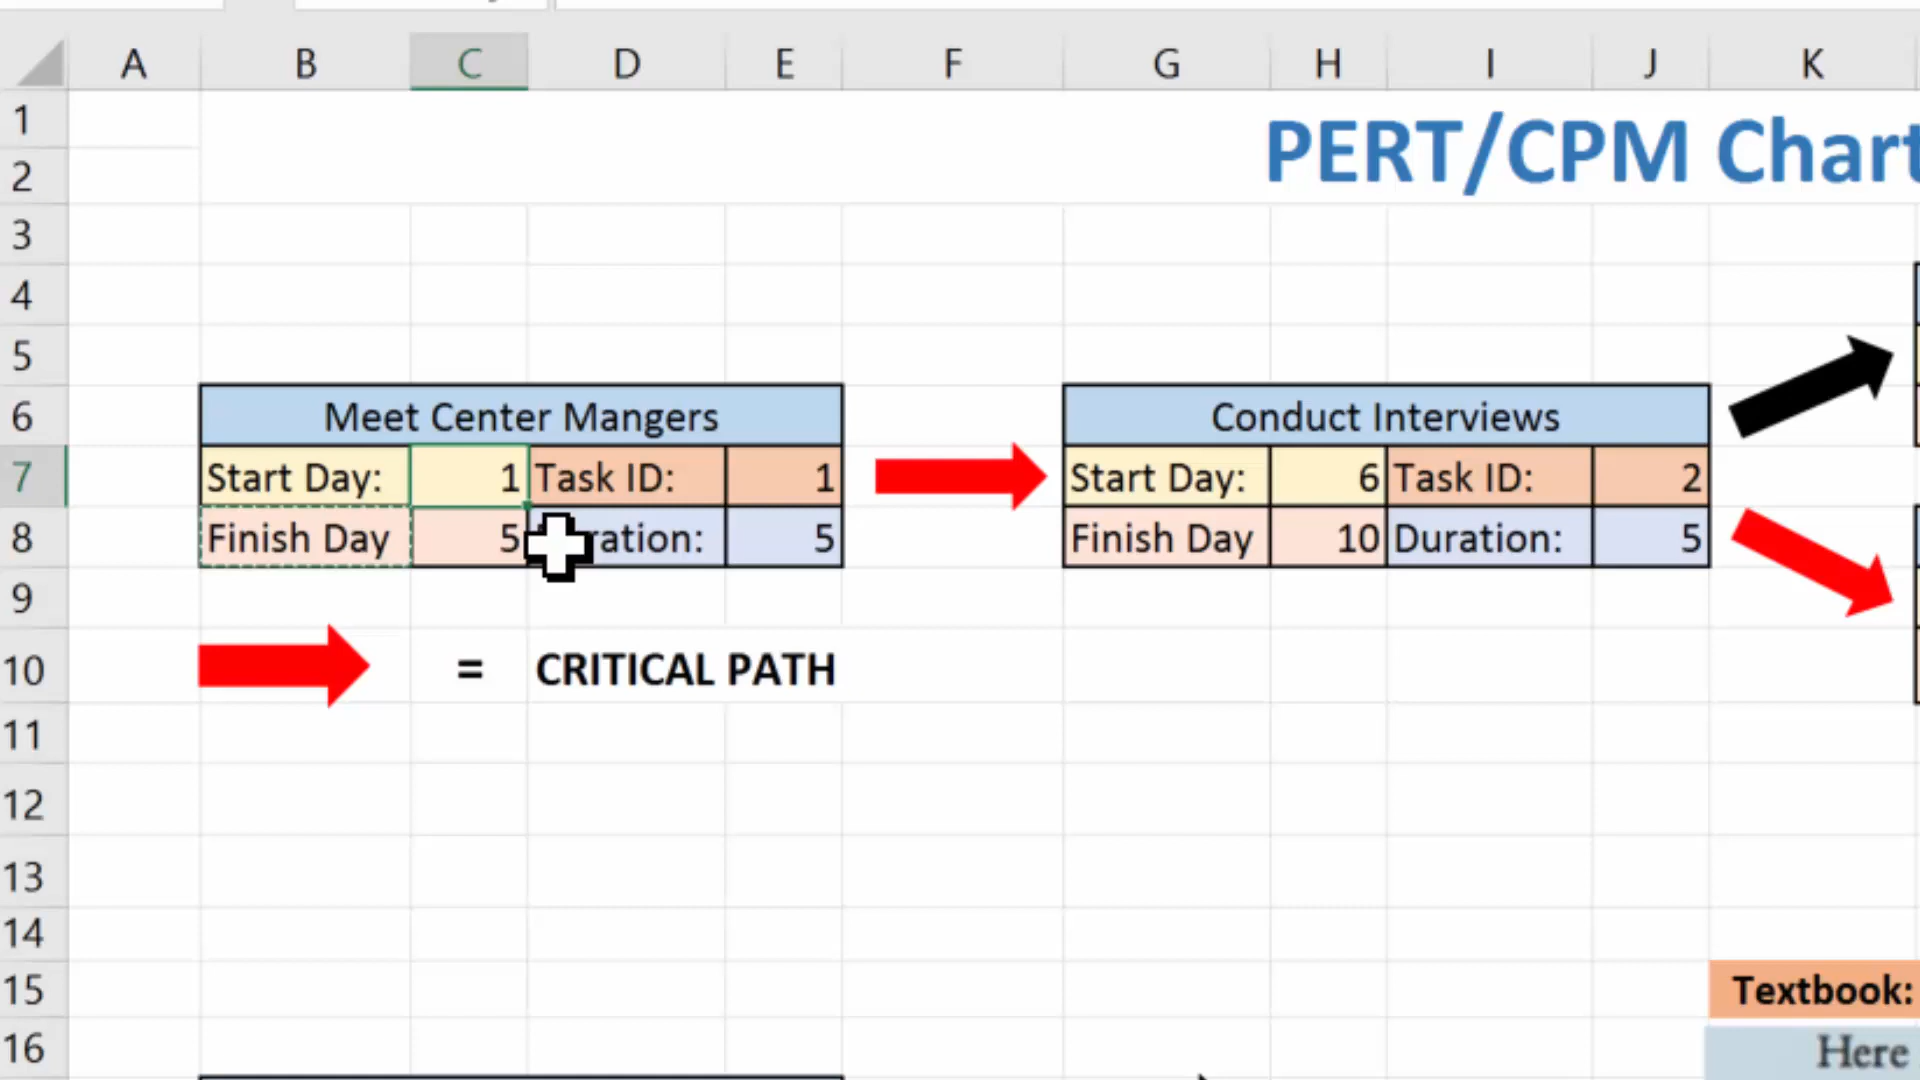 A B C D E F G H I J K
1 PERT/CPM Chart
2
3
4
5
6 Meet Center Mangers Conduct Interviews
7 Start Day: 1 Task ID: 1 Start Day: 6 Task ID: 2
8 Finish Day 5 ration: 5 Finish Day 10 Duration: 5
9
10 = CRITICAL PATH
11
12
13
14
15 Textbook:
16 Here